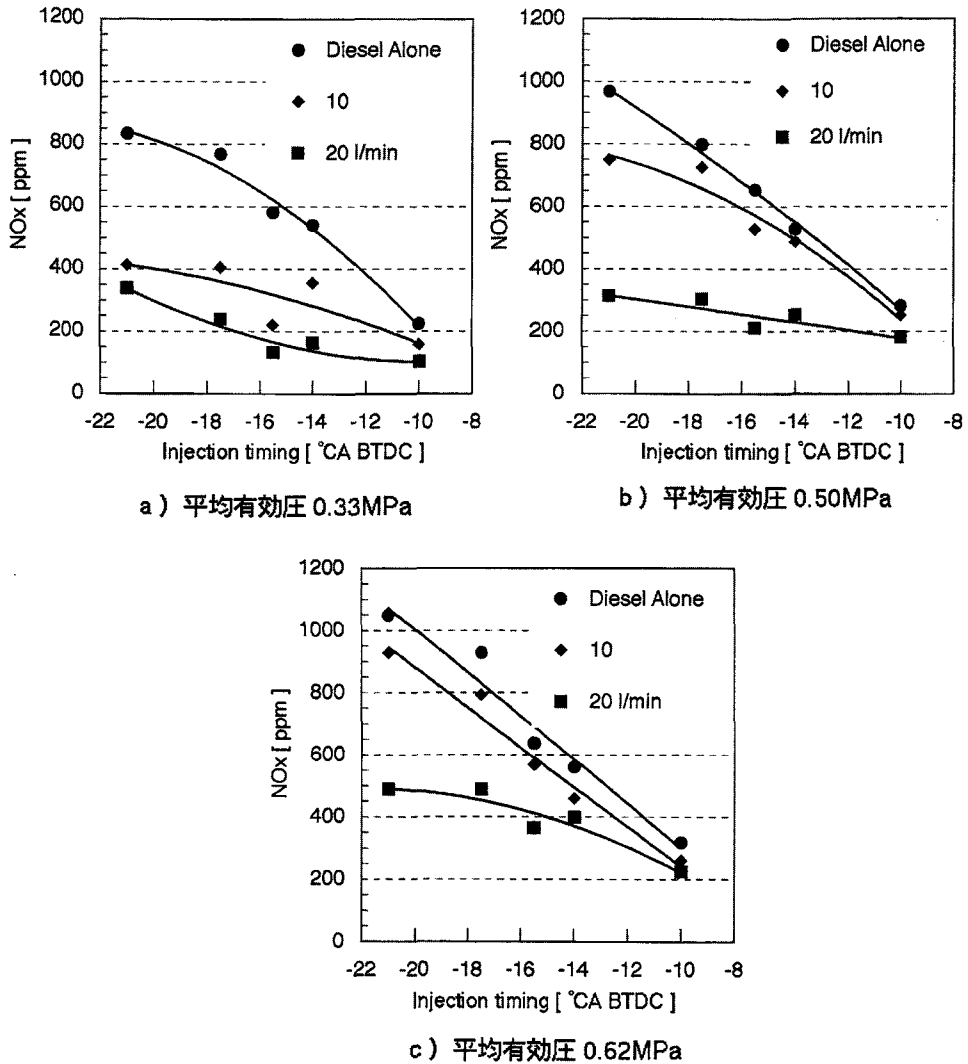 1200
1000
800
600
400
200
0
NOx [ ppm ]
Diesel Alone
10
20 l/min
-22 -20 -18 -16 -14 -12 -10 -8
Injection timing [ °CA BTDC ]
a ) 平均有効圧 0.33MPa
1200
1000
800
600
400
200
0
NOx [ ppm ]
Diesel Alone
10
20 l/min
-22 -20 -18 -16 -14 -12 -10 -8
Injection timing [ °CA BTDC ]
b ) 平均有効圧 0.50MPa
1200
1000
800
600
400
200
0
NOx [ ppm ]
Diesel Alone
10
20 l/min
-22 -20 -18 -16 -14 -12 -10 -8
Injection timing [ °CA BTDC ]
c ) 平均有効圧 0.62MPa